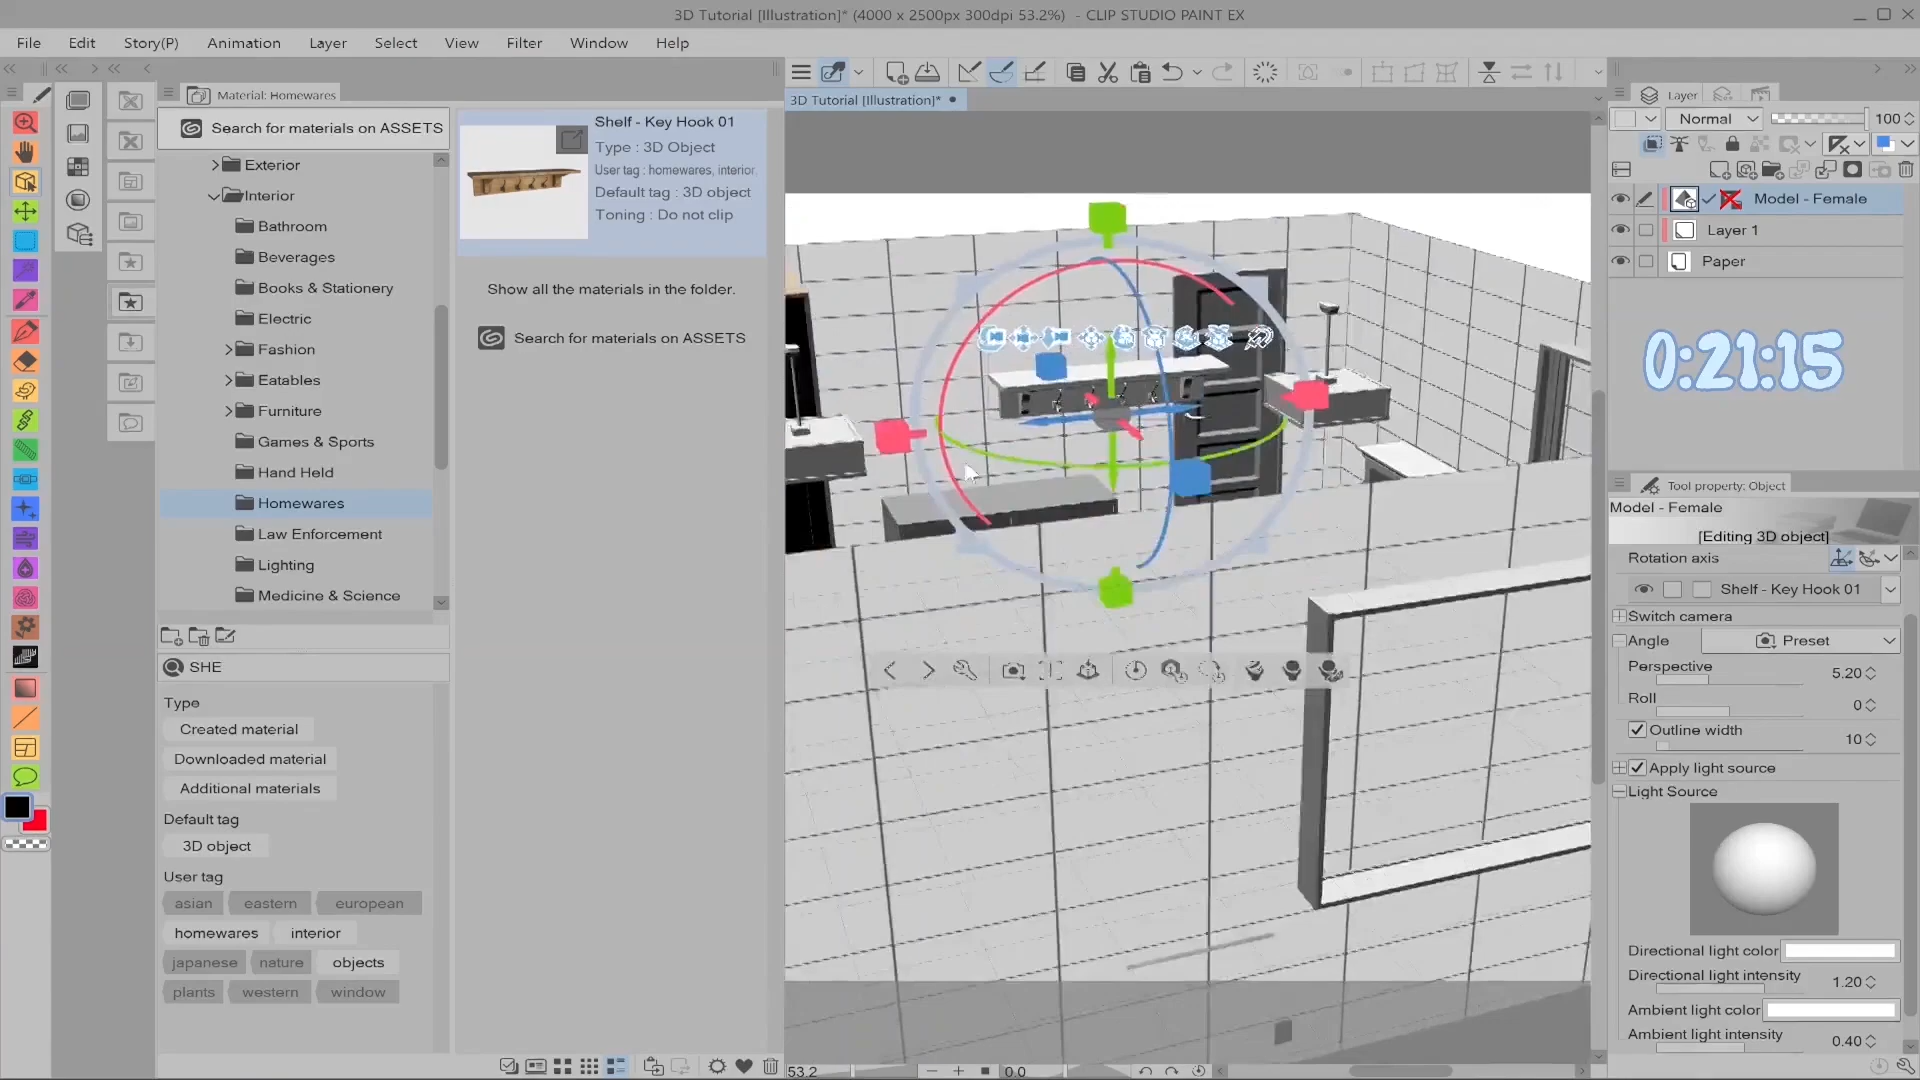 3D Tutorial [Illustration]* (4000 x 2500px 300dpi 53.2%)  - CLIP STUDIO PAINT EX
File Edit Story(P) Animation Layer Select View Filter Window Help
Material: Homewares
Search for materials on ASSETS
Exterior
Interior
Bathroom
Beverages
Books & Stationery
Electric
Fashion
Eatables
Furniture
Games & Sports
Hand Held
Homewares
Law Enforcement
Lighting
Medicine & Science
SHE
Type
Created material
Downloaded material
Additional materials
Default tag
3D object
User tag
asian eastern european
homewares interior
japanese nature objects
plants western window
Shelf - Key Hook 01
Type : 3D Object
User tag : homewares, interior,
Default tag : 3D object
Toning : Do not clip
Show all the materials in the folder.
Search for materials on ASSETS
3D Tutorial [Illustration]*
53.2
0.0
Layer
Normal 100
Model - Female
Layer 1
Paper
0:21:15
Tool property: Object
Model - Female
[Editing 3D object]
Rotation axis
Shelf - Key Hook 01
Switch camera
Angle Preset
Perspective 5.20
Roll 0
Outline width 10
Apply light source
Light Source
Directional light color
Directional light intensity 1.20
Ambient light color
Ambient light intensity 0.40